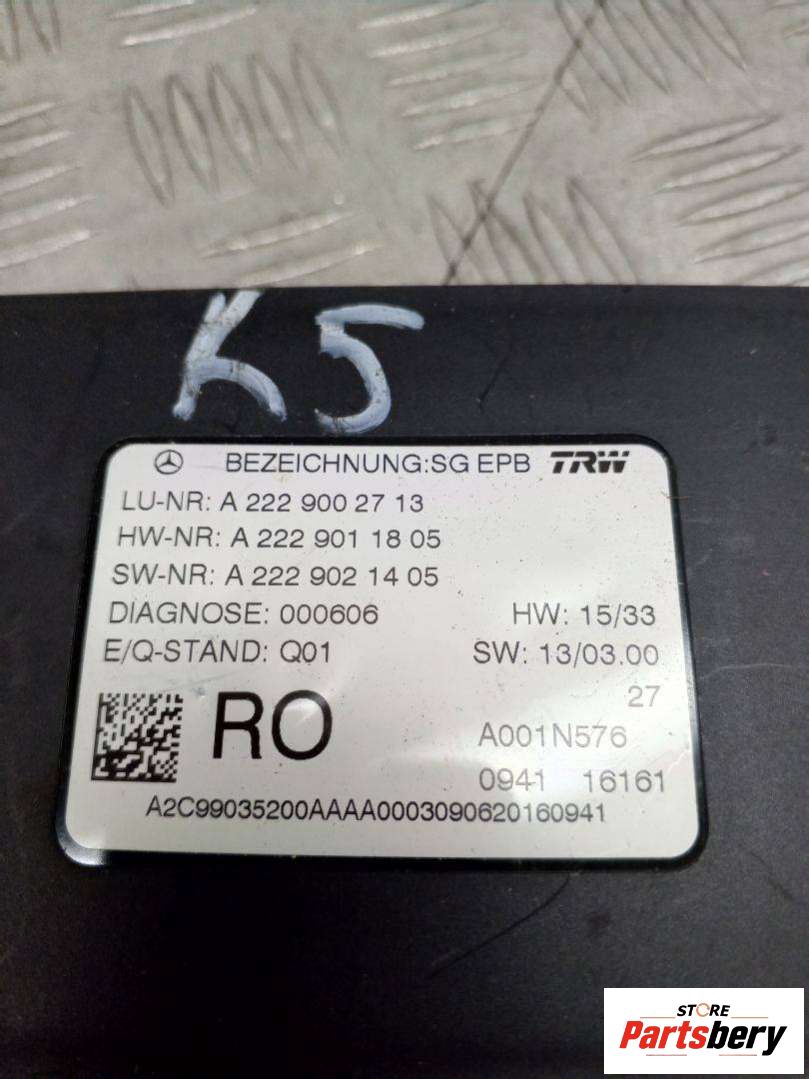 K5
BEZEICHNUNG:SG EPB TRW
LU-NR: A 222 900 27 13
HW-NR: A 222 901 18 05
SW-NR: A 222 902 14 05
DIAGNOSE: 000606 HW: 15/33
E/Q-STAND: Q01 SW: 13/03.00
27
RO A001N576
0941 16161
A2C99035200AAAA0003090620160941
STORE
Partsbery